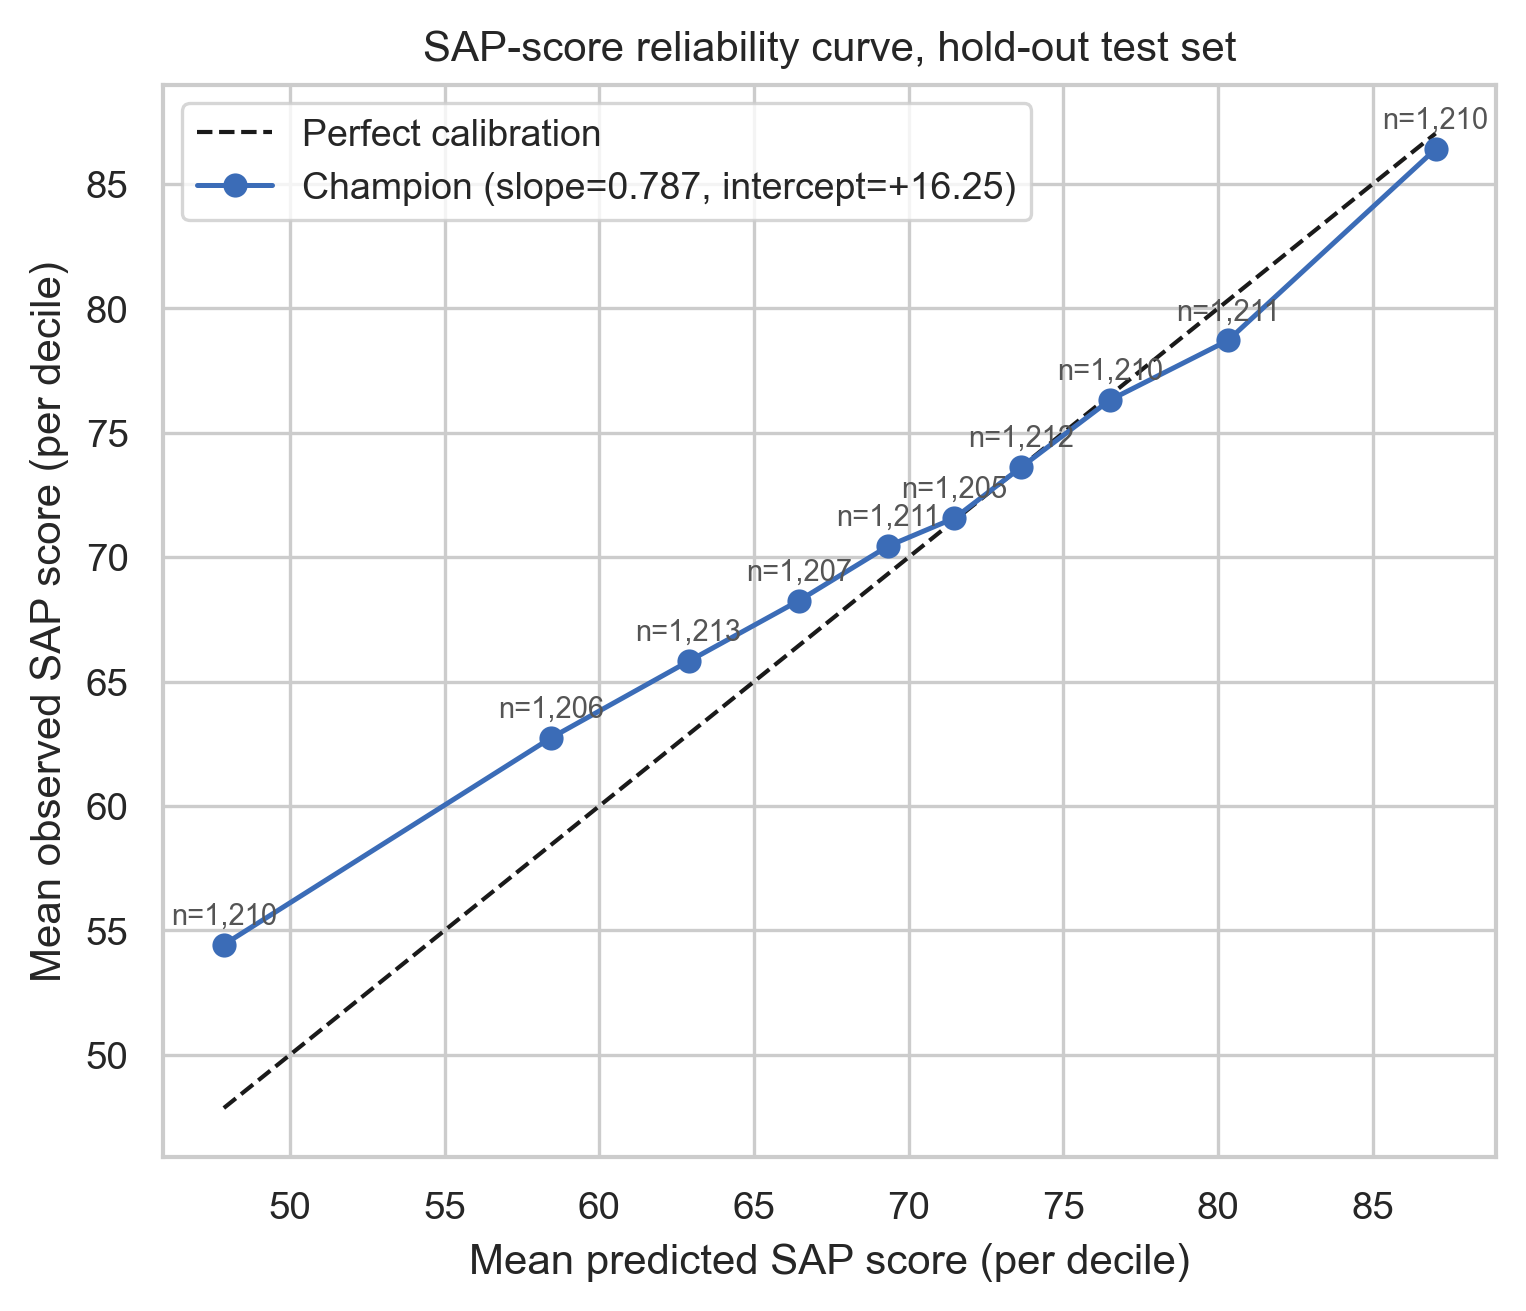 SAP-score reliability curve, hold-out test set
Perfect calibration
Champion (slope=0.787, intercept=+16.25)
Mean observed SAP score (per decile)
85
80
75
70
65
60
55
50
n=1,210
n=1,206
n=1,213
n=1,207
n=1,211
n=1,205
n=1,212
n=1,210
n=1,211
n=1,210
50
55
60
65
70
75
80
85
Mean predicted SAP score (per decile)